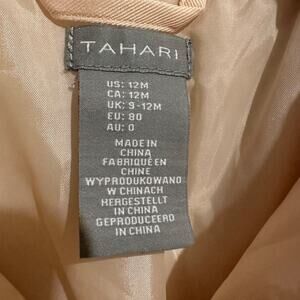 TAHARI
US: 12M
CA: 12M
UK: 9-12M
EU: 80
AU: 0
MADE IN
CHINA
FABRIQUÉ EN
CHINE
WYPRODUKOWANO
W CHINACH
HERGESTELLT
IN CHINA
GEPRODUCEERD
IN CHINA